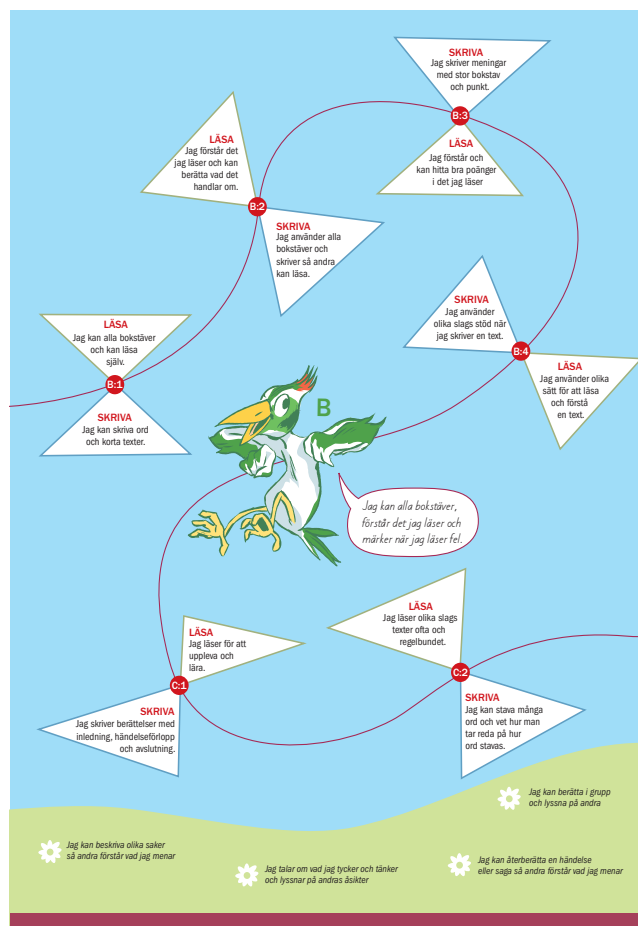 SKRIVA
Jag skriver meningar
med stor bokstav
och punkt.
B:3
LÄSA
Jag förstår och
kan hitta bra poänger
i det jag läser
LÄSA
Jag förstår det
jag läser och kan
berätta vad det
handlar om.
B:2
SKRIVA
Jag använder alla
bokstäver och
skriver så andra
kan läsa.
SKRIVA
Jag använder
olika slags stöd när
jag skriver en text.
B:4
LÄSA
Jag använder olika
sätt för att läsa
och förstå
en text.
LÄSA
Jag kan alla bokstäver
och kan läsa
själv.
B:1
SKRIVA
Jag kan skriva ord
och korta texter.
B
Jag kan alla bokstäver,
förstår det jag läser och
märker när jag läser fel.
LÄSA
Jag läser för att
uppleva och
lära.
C:1
SKRIVA
Jag skriver berättelser med
inledning, händelseförlopp
och avslutning.
LÄSA
Jag läser olika slags
texter ofta och
regelbundet.
C:2
SKRIVA
Jag kan stava många
ord och vet hur man
tar reda på hur
ord stavas.
Jag kan berätta i grupp
och lyssna på andra
Jag kan beskriva olika saker
så andra förstår vad jag menar
Jag talar om vad jag tycker och tänker
och lyssnar på andras åsikter
Jag kan återberätta en händelse
eller saga så andra förstår vad jag menar